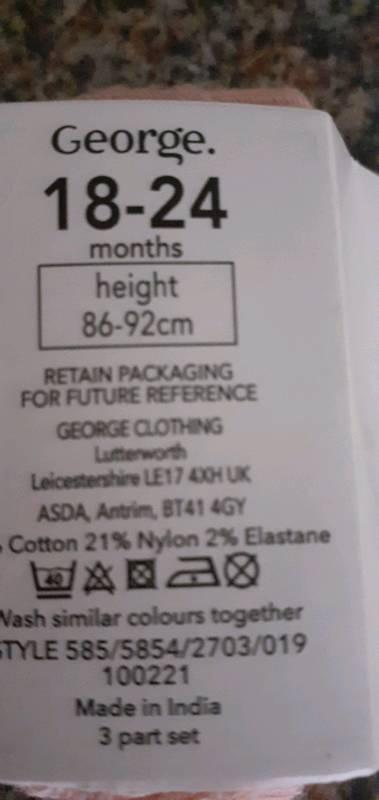 George.
18-24
months
height
86-92cm
RETAIN PACKAGING
FOR FUTURE REFERENCE
GEORGE CLOTHING
Lutterworth
Leicestershire LE17 4XH UK
ASDA, Antrim, BT41 4GY
Cotton 21% Nylon 2% Elastane
40
Wash similar colours together
STYLE 585/5854/2703/019
100221
Made in India
3 part set